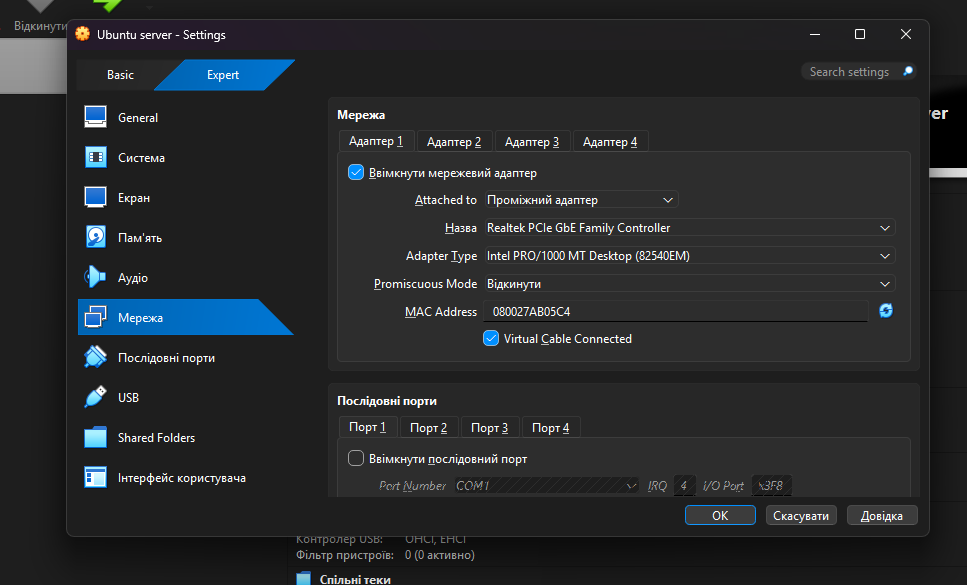 Відкинути
Ubuntu server - Settings
Basic
Expert
Search settings
ver
General
Система
Екран
Пам'ять
Аудіо
Мережа
Послідовні порти
USB
Shared Folders
Інтерфейс користувача
Мережа
Адаптер 1
Адаптер 2
Адаптер 3
Адаптер 4
Ввімкнути мережевий адаптер
Attached to Проміжний адаптер
Назва Realtek PCIe GbE Family Controller
Adapter Type Intel PRO/1000 MT Desktop (82540EM)
Promiscuous Mode Відкинути
MAC Address 080027AB05C4
Virtual Cable Connected
Послідовні порти
Порт 1
Порт 2
Порт 3
Порт 4
Ввімкнути послідовний порт
Port Number COM1 IRQ 4 I/O Port x3F8
OK
Скасувати
Довідка
Контролер USB: OHCI, EHCI
Фільтр пристроїв: 0 (0 активно)
Спільні теки